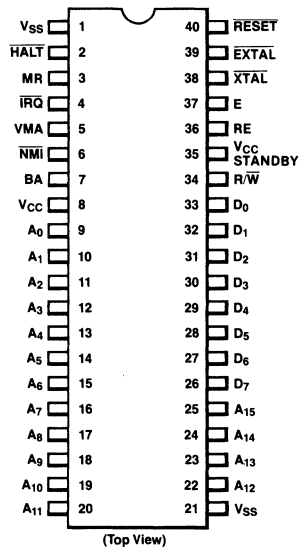 VSS 1 40 RESET
HALT 2 39 EXTAL
MR 3 38 XTAL
IRQ 4 37 E
VMA 5 36 RE
NMI 6 35 VCC STANDBY
BA 7 34 R/W
VCC 8 33 D0
A0 9 32 D1
A1 10 31 D2
A2 11 30 D3
A3 12 29 D4
A4 13 28 D5
A5 14 27 D6
A6 15 26 D7
A7 16 25 A15
A8 17 24 A14
A9 18 23 A13
A10 19 22 A12
A11 20 21 VSS
(Top View)